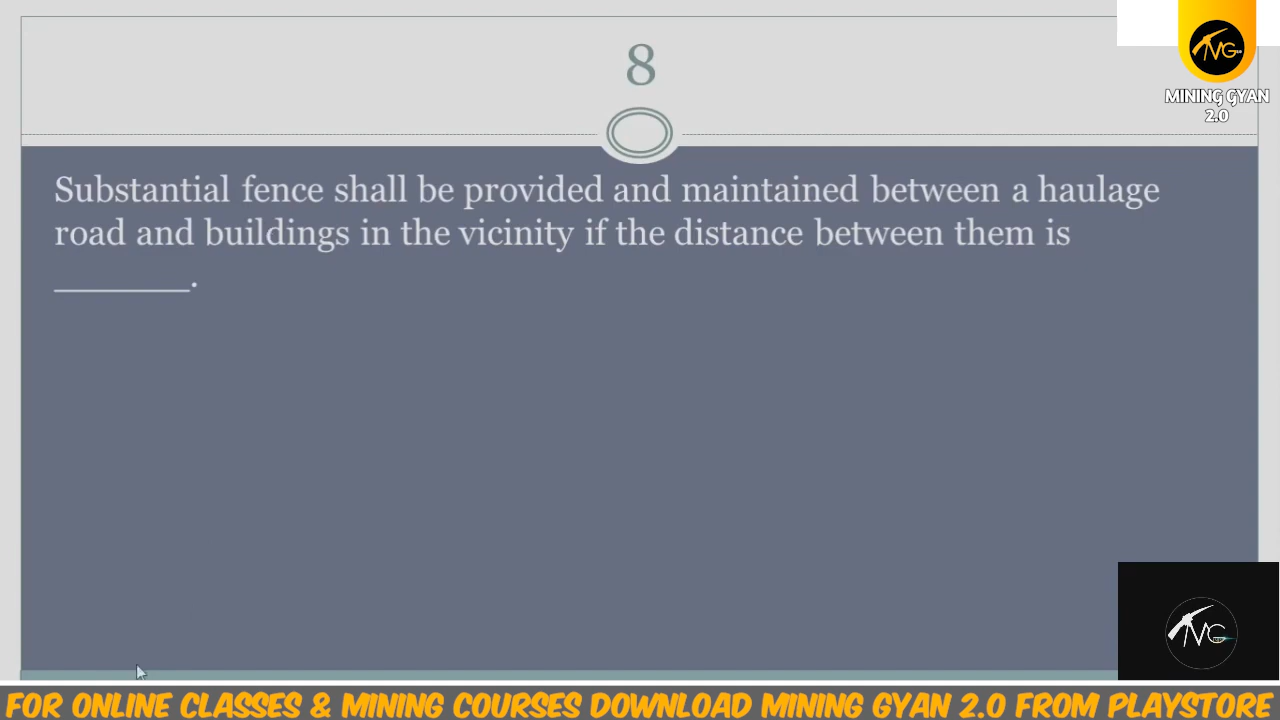 8
MINING GYAN
2.0
Substantial fence shall be provided and maintained between a haulage
road and buildings in the vicinity if the distance between them is
_________.
FOR ONLINE CLASSES & MINING COURSES DOWNLOAD MINING GYAN 2.0 FROM PLAYSTORE